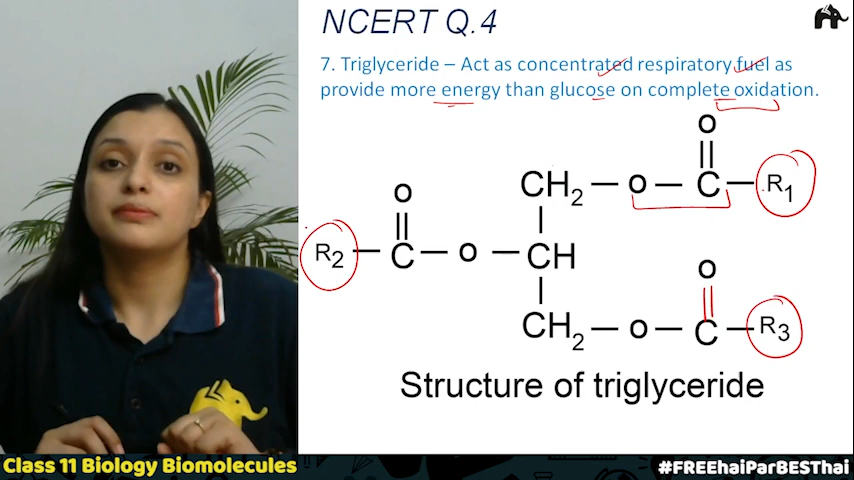 NCERT Q.4
7. Triglyceride – Act as concentrated respiratory fuel as
provide more energy than glucose on complete oxidation.
O
O
CH2 – O – C – R1
R2 – C – O – CH
O
CH2 – O – C – R3
Structure of triglyceride
Class 11 Biology Biomolecules
#FREEhaiParBESThai